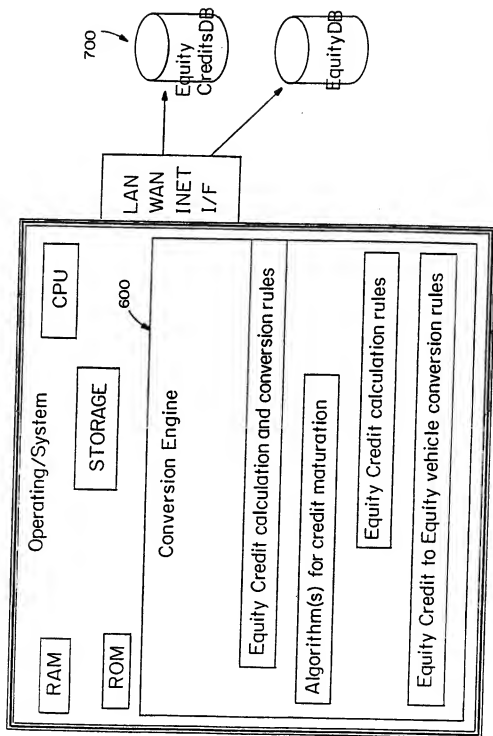 Operating/System
RAM
CPU
STORAGE
ROM
600
Conversion Engine
Equity Credit calculation and conversion rules
Algorithm(s) for credit maturation
Equity Credit calculation rules
Equity Credit to Equity vehicle conversion rules
LAN
WAN
INET
I/F
700
Equity
CreditsDB
EquityDB